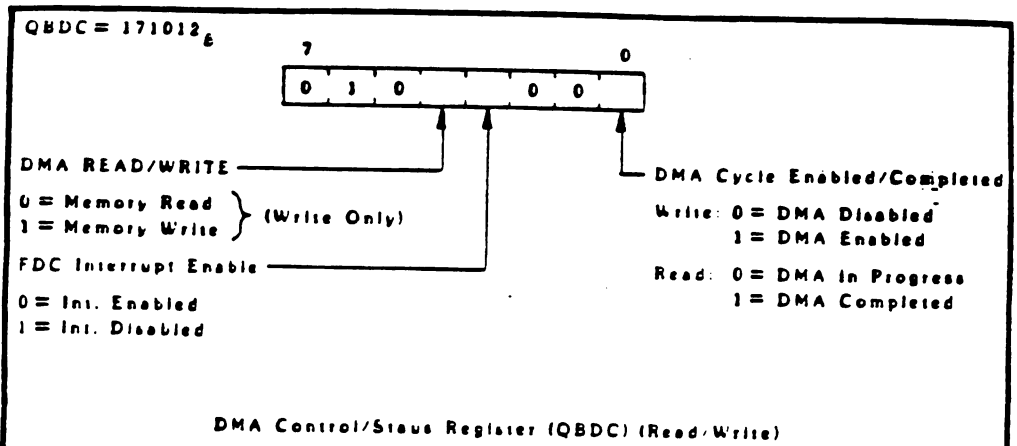 QBDC = 171012₈
7 0
0 1 0 0 0
DMA READ/WRITE
0 = Memory Read
1 = Memory Write
(Write Only)
FDC Interrupt Enable
0 = Int. Enabled
1 = Int. Disabled
DMA Cycle Enabled/Completed
Write: 0 = DMA Disabled
1 = DMA Enabled
Read: 0 = DMA In Progress
1 = DMA Completed
DMA Control/Staus Register (QBDC) (Read/Write)